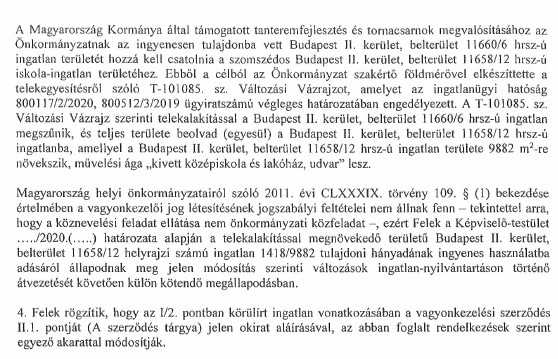 A Magyarország Kormánya által támogatott tanteremfejlesztés és tornacsarnok megvalósításához az
Önkormányzatnak az ingyenesen tulajdonba vett Budapest II. kerület, belterület 11660/6 hrsz-ú
ingatlan területét hozzá kell csatolnia a szomszédos Budapest II. kerület, belterület 11658/12 hrsz-ú
iskola-ingatlan területéhez. Ebből a célból az Önkormányzat szakértő földmérővel elkészíttette a
telekegyesítésről szóló T-101085. sz. Változási Vázrajzot, amelyet az ingatlanügyi hatóság
800117/2/2020, 800512/3/2019 ügyiratszámú végleges határozatában engedélyezett. A T-101085. sz.
Változási Vázrajz szerinti telekalakítással a Budapest II. kerület, belterület 11660/6 hrsz-ú ingatlan
megszűnik, és teljes területe beolvad (egyesül) a Budapest II. kerület, belterület 11658/12 hrsz-ú
ingatlanba, amellyel a Budapest II. kerület, belterület 11658/12 hrsz-ú ingatlan területe 9882 m²-re
növekszik, művelési ága „kivett középiskola és lakóház, udvar" lesz.
Magyarország helyi önkormányzatairól szóló 2011. évi CLXXXIX. törvény 109. § (1) bekezdése
értelmében a vagyonkezelői jog létesítésének jogszabályi feltételei nem állnak fenn – tekintettel arra,
hogy a köznevelési feladat ellátása nem önkormányzati közfeladat –, ezért Felek a Képviselő-testület
…../2020.(…..) határozata alapján a telekalakítással megnövekedő területű Budapest II. kerület,
belterület 11658/12 helyrajzi számú ingatlan 1418/9882 tulajdoni hányadának ingyenes használatba
adásáról állapodnak meg jelen módosítás szerinti változások ingatlan-nyilvántartáson történő
átvezetését követően külön kötendő megállapodásban.
4. Felek rögzítik, hogy az I/2. pontban körülírt ingatlan vonatkozásában a vagyonkezelési szerződés
II.1. pontját (A szerződés tárgya) jelen okirat aláírásával, az abban foglalt rendelkezések szerint
egyező akarattal módosítják.